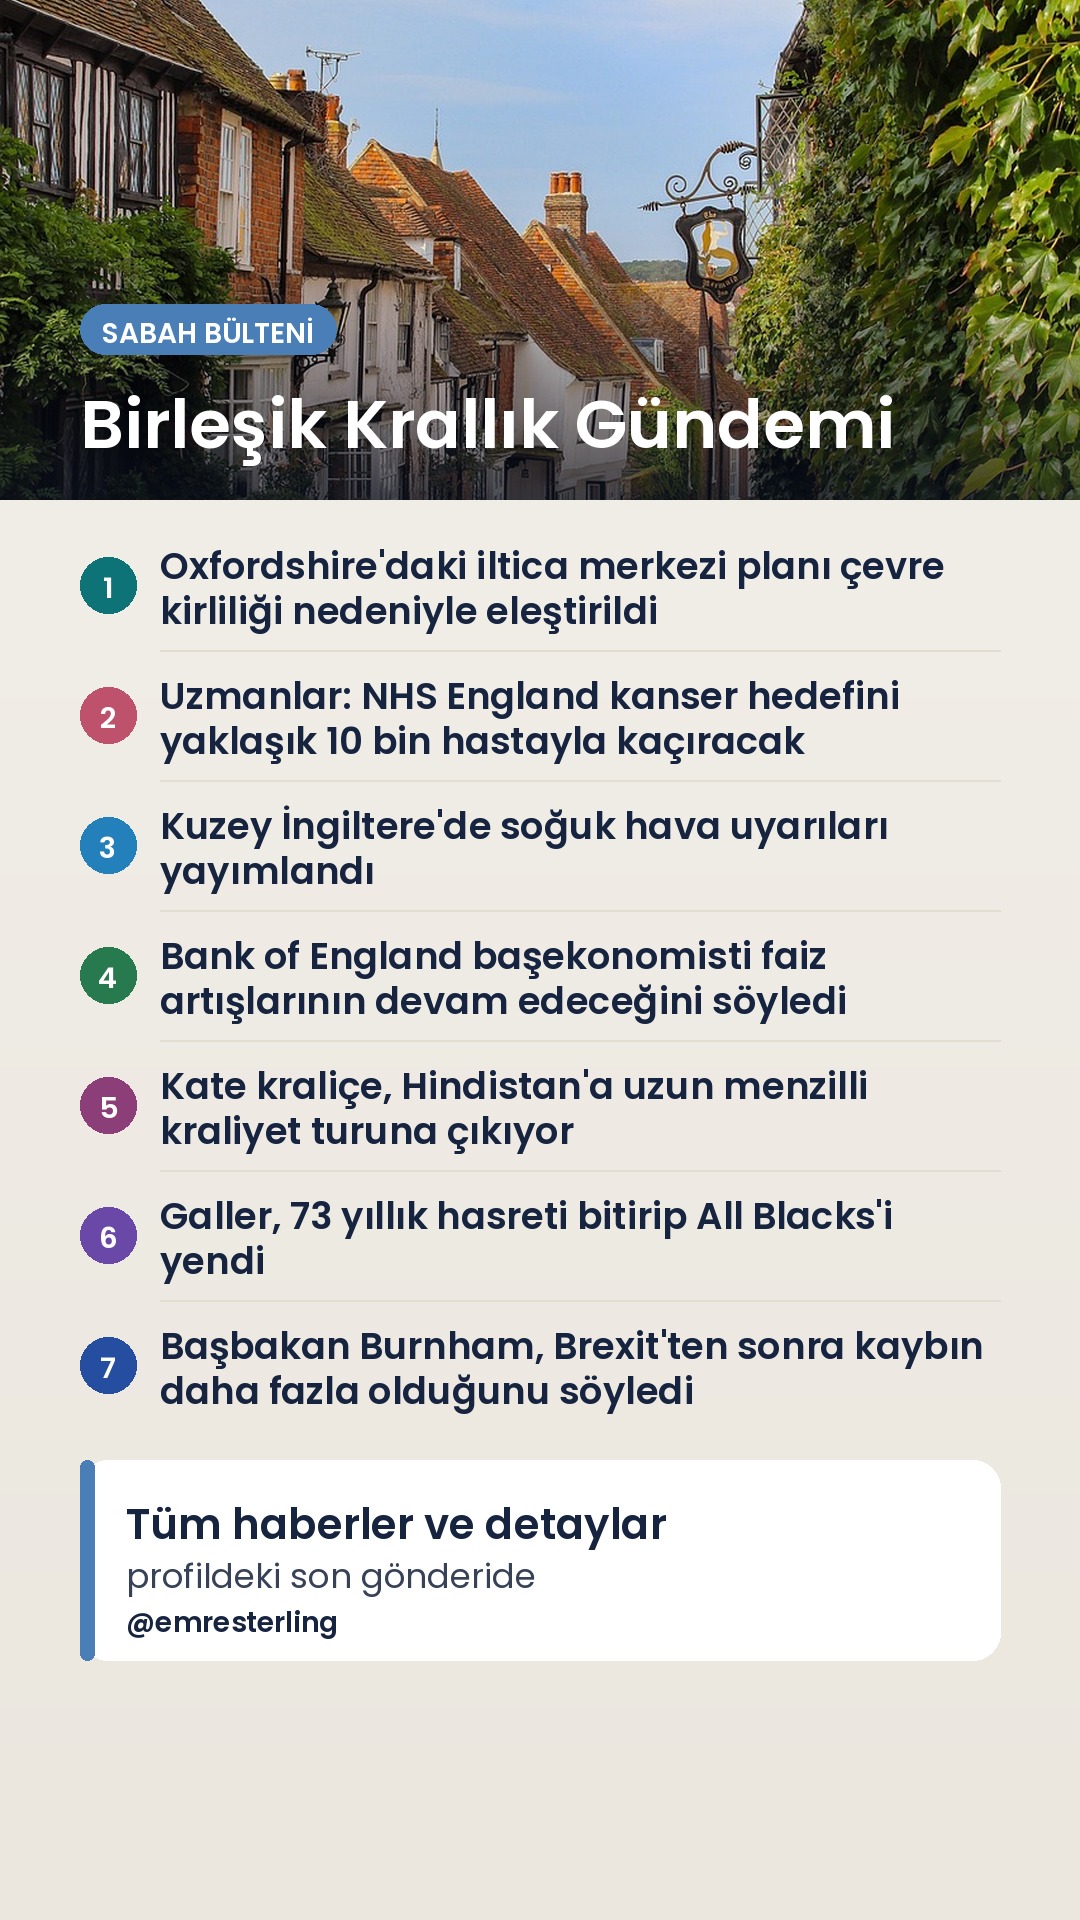 The
Mermaid
Inn
SABAH BÜLTENİ
Birleşik Krallık Gündemi
1
Oxfordshire'daki iltica merkezi planı çevre
kirliliği nedeniyle eleştirildi
2
Uzmanlar: NHS England kanser hedefini
yaklaşık 10 bin hastayla kaçıracak
3
Kuzey İngiltere'de soğuk hava uyarıları
yayımlandı
4
Bank of England başekonomisti faiz
artışlarının devam edeceğini söyledi
5
Kate kraliçe, Hindistan'a uzun menzilli
kraliyet turuna çıkıyor
6
Galler, 73 yıllık hasreti bitirip All Blacks'i
yendi
7
Başbakan Burnham, Brexit'ten sonra kaybın
daha fazla olduğunu söyledi
Tüm haberler ve detaylar
profildeki son gönderide
@emresterling